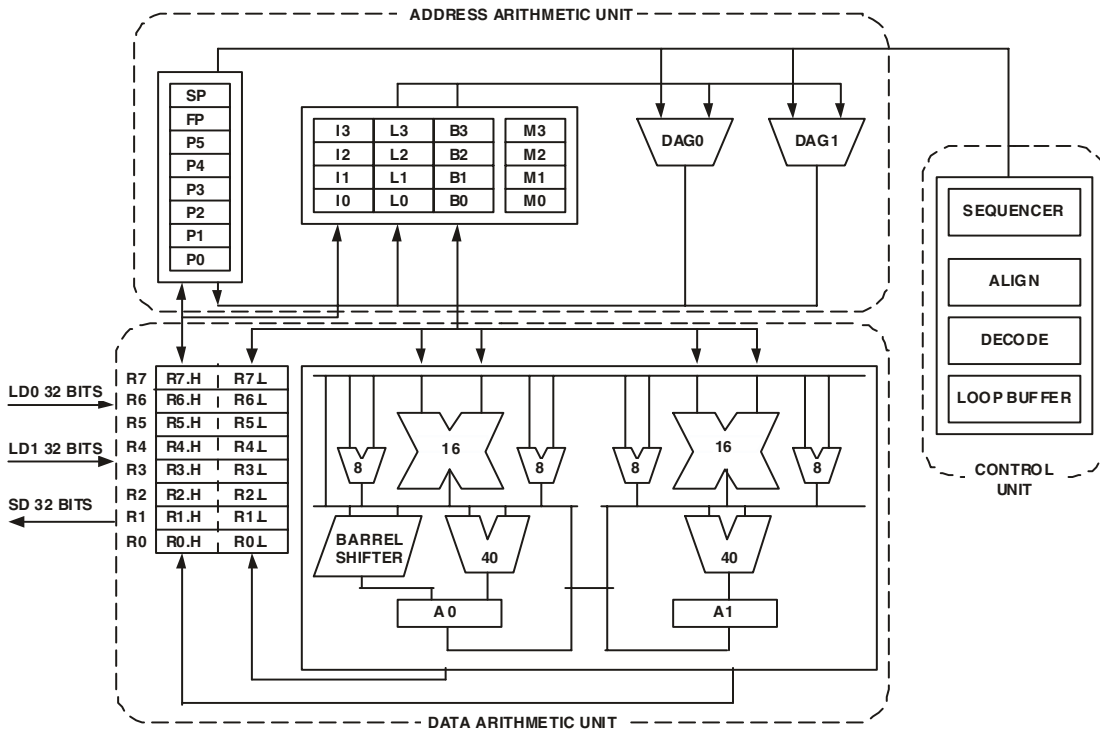 ADDRESS ARITHMETIC UNIT
SP
FP
P5
P4
P3
P2
P1
P0
I3 L3 B3 M3
I2 L2 B2 M2
I1 L1 B1 M1
I0 L0 B0 M0
DAG0 DAG1
SEQUENCER
ALIGN
DECODE
LOOP BUFFER
CONTROL
UNIT
LD0 32 BITS
LD1 32 BITS
SD 32 BITS
R7 R7.H R7.L
R6 R6.H R6.L
R5 R5.H R5.L
R4 R4.H R4.L
R3 R3.H R3.L
R2 R2.H R2.L
R1 R1.H R1.L
R0 R0.H R0.L
16 16
8 8 8 8
BARREL
SHIFTER
40 40
A0 A1
DATA ARITHMETIC UNIT